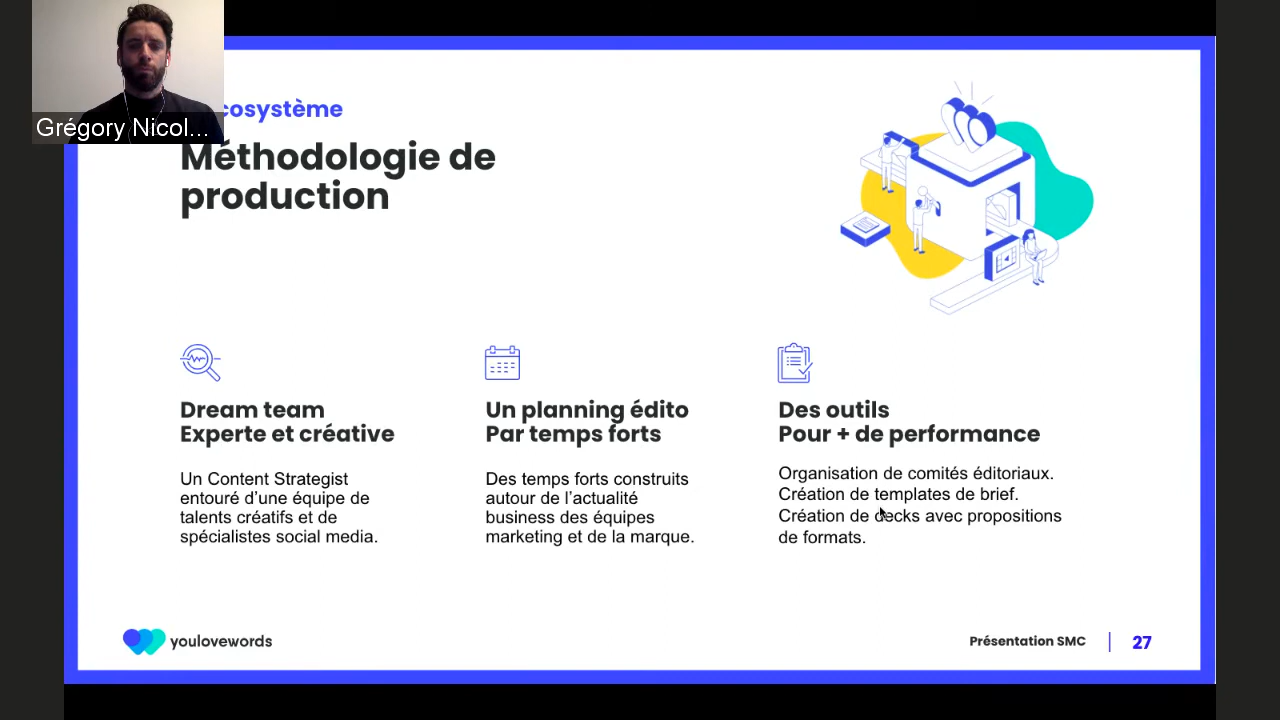 Grégory Nicol...
cosystème
Méthodologie de
production
Dream team
Experte et créative
Un Content Strategist
entouré d’une équipe de
talents créatifs et de
spécialistes social media.
Un planning édito
Par temps forts
Des temps forts construits
autour de l’actualité
business des équipes
marketing et de la marque.
Des outils
Pour + de performance
Organisation de comités éditoriaux.
Création de templates de brief.
Création de decks avec propositions
de formats.
youlovewords
Présentation SMC
27